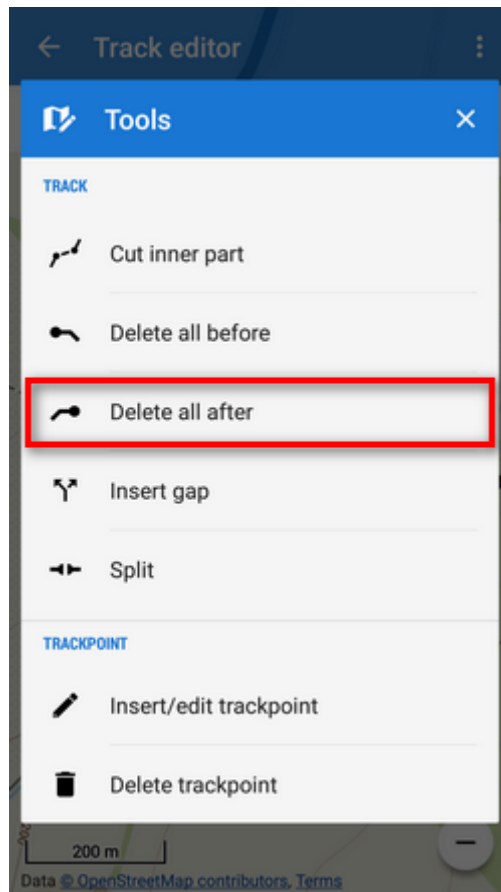 Track editor
Tools
TRACK
Cut inner part
Delete all before
Delete all after
Insert gap
Split
TRACKPOINT
Insert/edit trackpoint
Delete trackpoint
200
200 m
Data © OpenStreetMap contributors, Terms